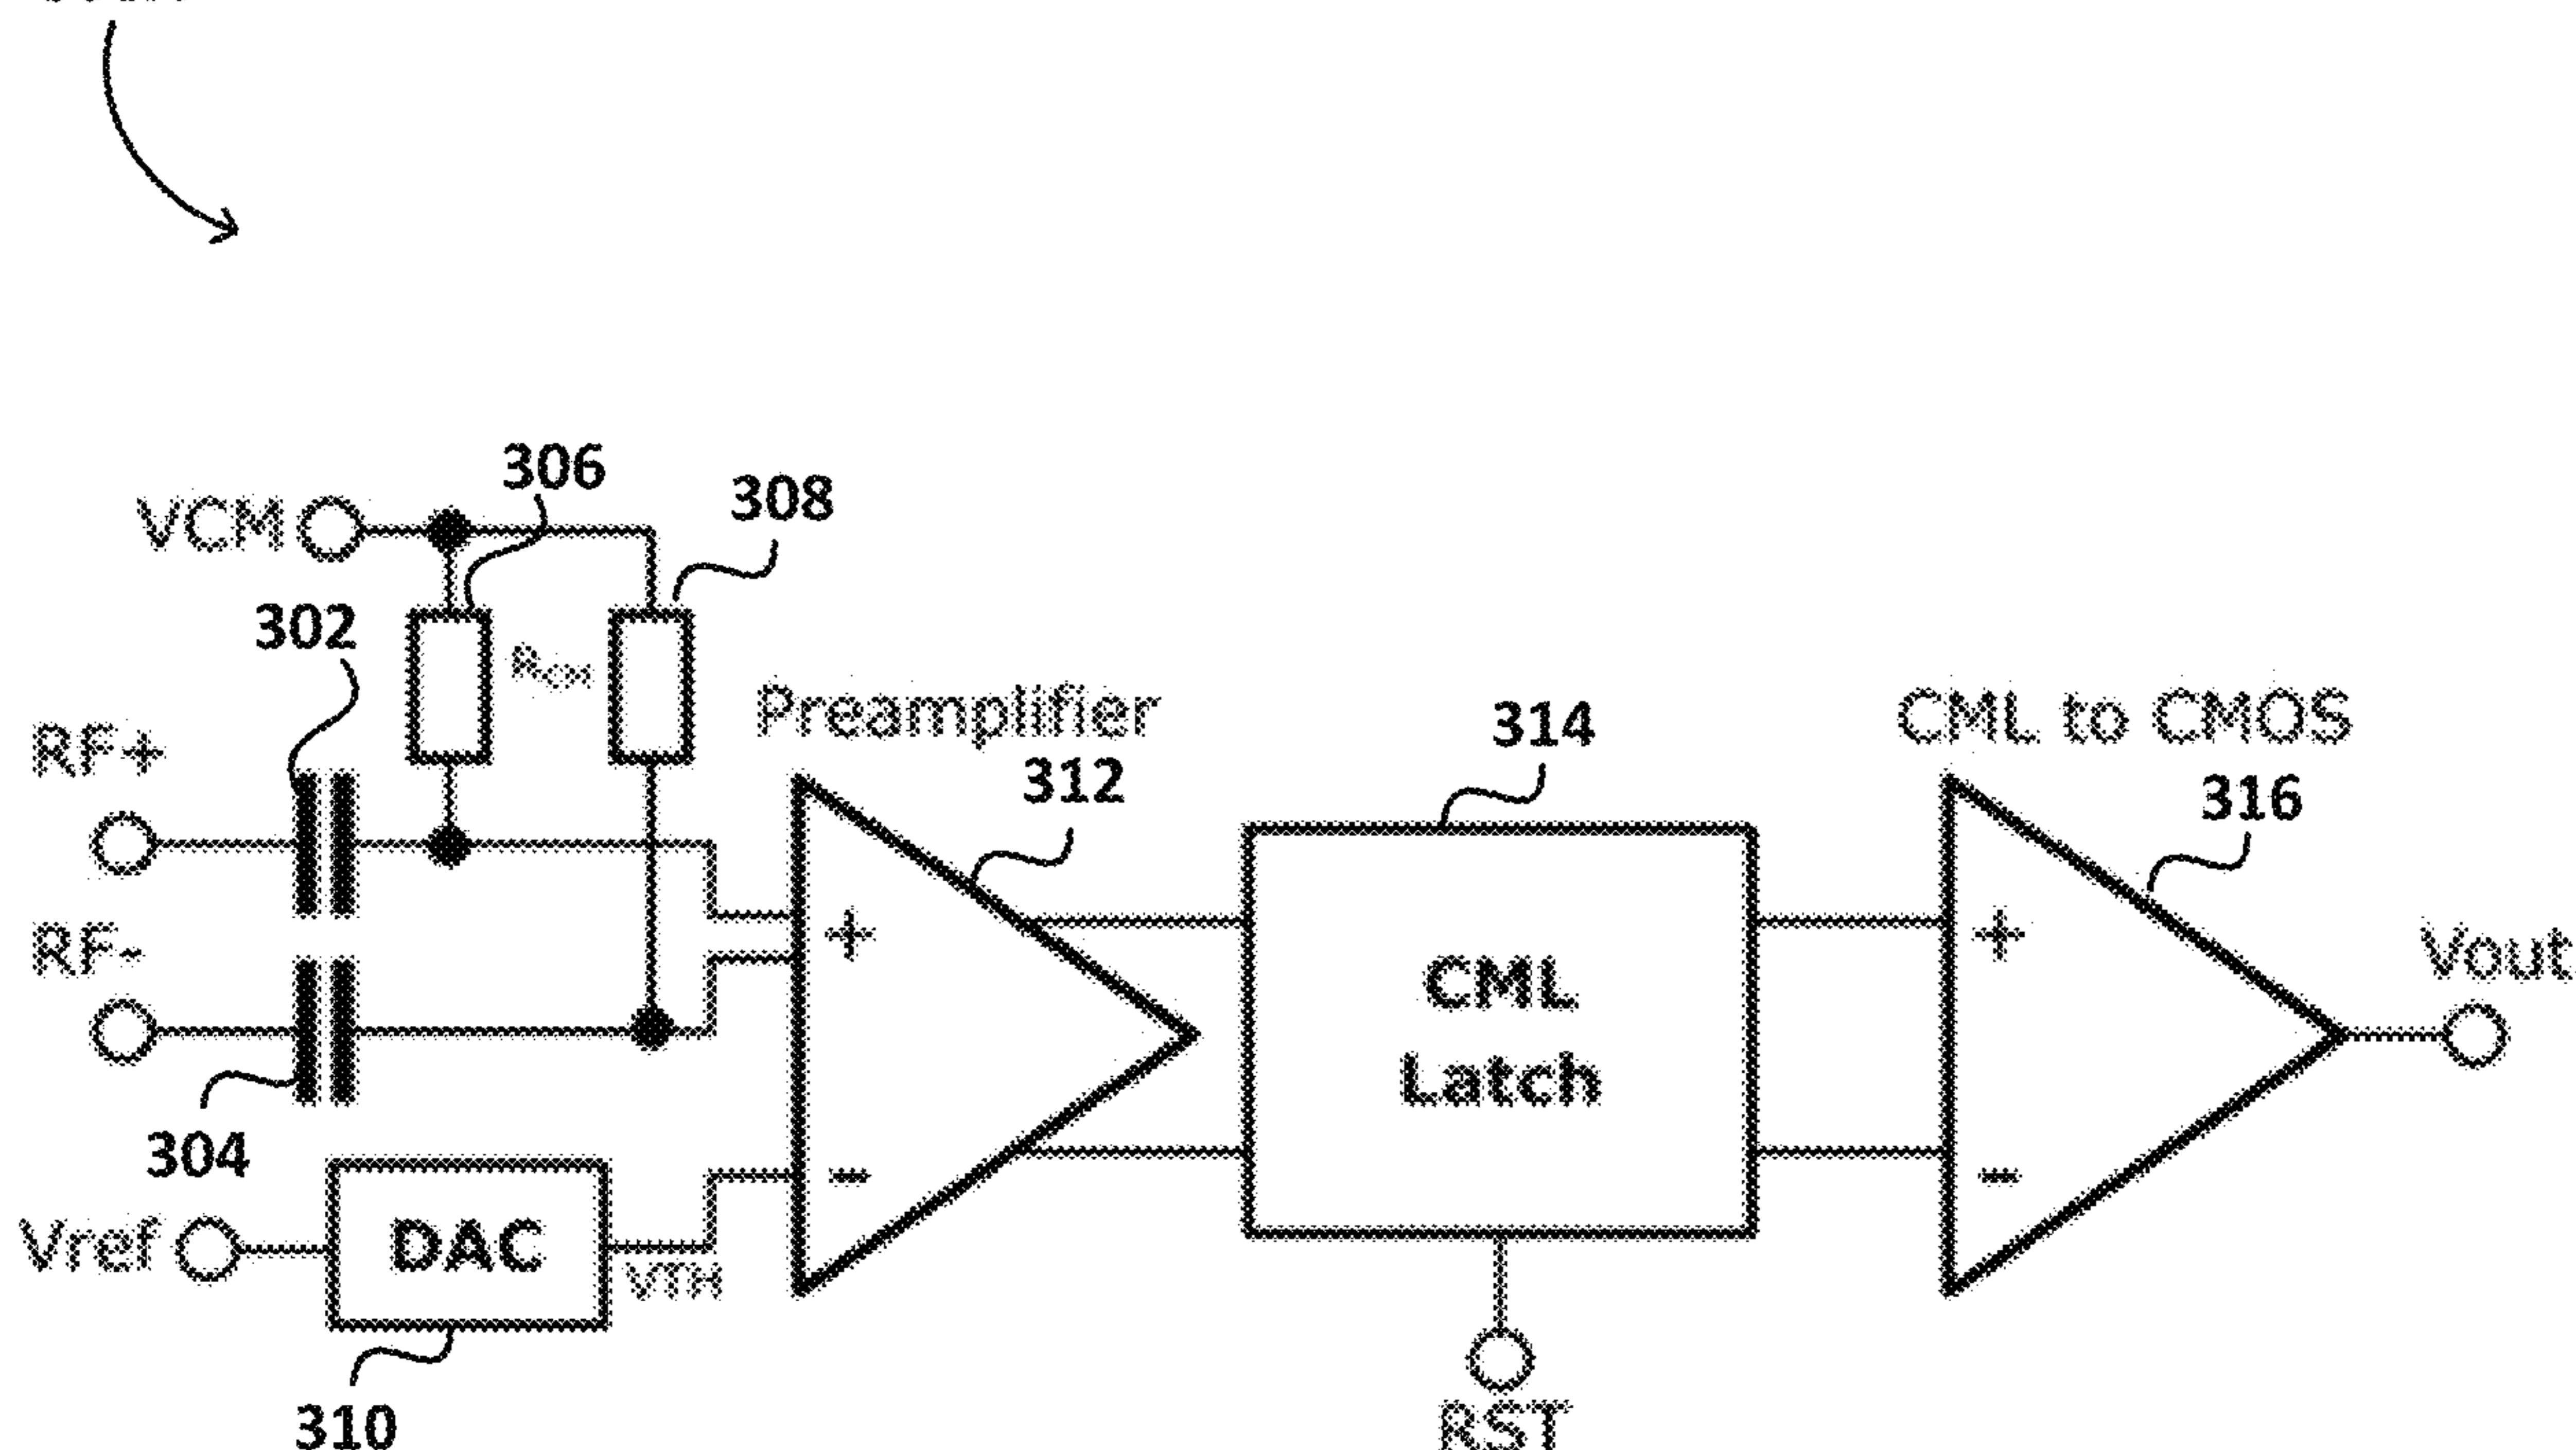 306
VCM
308
302
RCM
Preamplifier
314
CML to CMOS
RF+
312
316
RF-
Vout
+
+
CML
Latch
304
-
-
Vref
DAC
VTH
310
RST